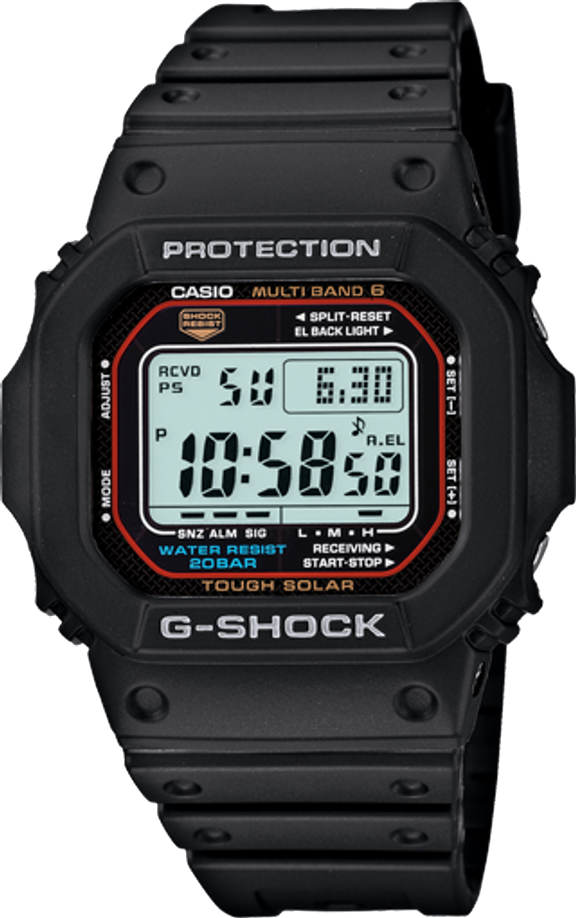 PROTECTION
CASIO MULTI BAND 6
SHOCK RESIST
◄ SPLIT-RESET
EL BACK LIGHT ►
ADJUST
MODE
SET [-]
SET [+]
RCVD
PS
SU 6.30
P
10:58 50
A.EL
SNZ ALM SIG L • M • H
WATER RESIST
20BAR
RECEIVING ►
START-STOP ►
TOUGH SOLAR
G-SHOCK